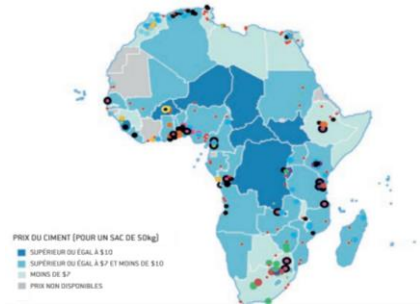 PRIX DU CIMENT (POUR UN SAC DE 50kg)
SUPÉRIEUR OU ÉGAL À $10
SUPÉRIEUR OU ÉGAL À $7 ET MOINS DE $10
MOINS DE $7
PRIX NON DISPONIBLES